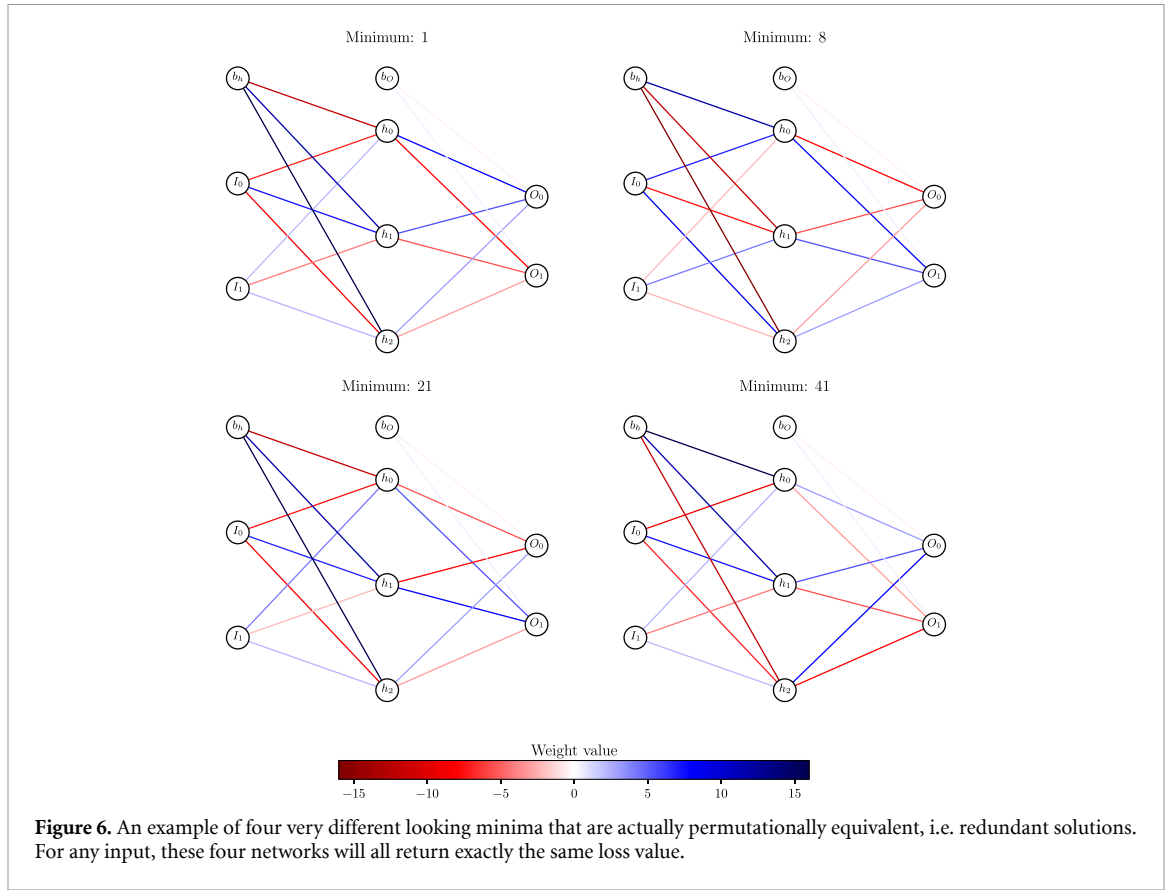 Minimum: 1
b_h
b_O
h_0
I_0
O_0
h_1
O_1
I_1
h_2
Minimum: 8
b_h
b_O
h_0
I_0
O_0
h_1
O_1
I_1
h_2
Minimum: 21
b_h
b_O
h_0
I_0
O_0
h_1
O_1
I_1
h_2
Minimum: 41
b_h
b_O
h_0
I_0
O_0
h_1
O_1
I_1
h_2
Weight value
−15 −10 −5 0 5 10 15
Figure 6. An example of four very different looking minima that are actually permutationally equivalent, i.e. redundant solutions.
For any input, these four networks will all return exactly the same loss value.